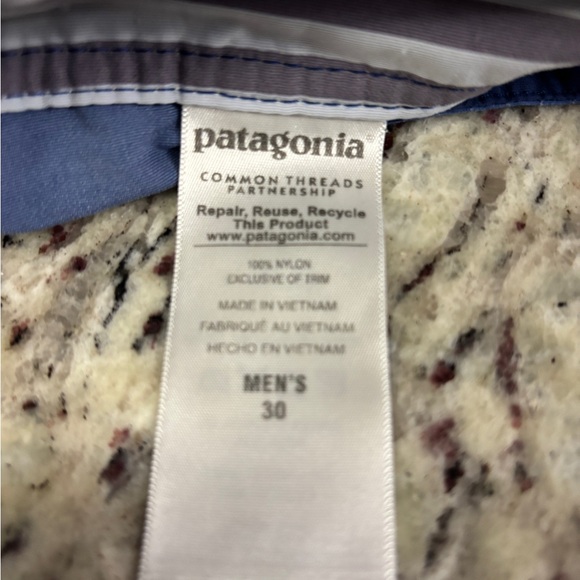 patagonia®
COMMON THREADS
PARTNERSHIP
Repair, Reuse, Recycle
This Product
www.patagonia.com
100% NYLON
EXCLUSIVE OF TRIM
MADE IN VIETNAM
FABRIQUÉ AU VIETNAM
HECHO EN VIETNAM
MEN'S
30